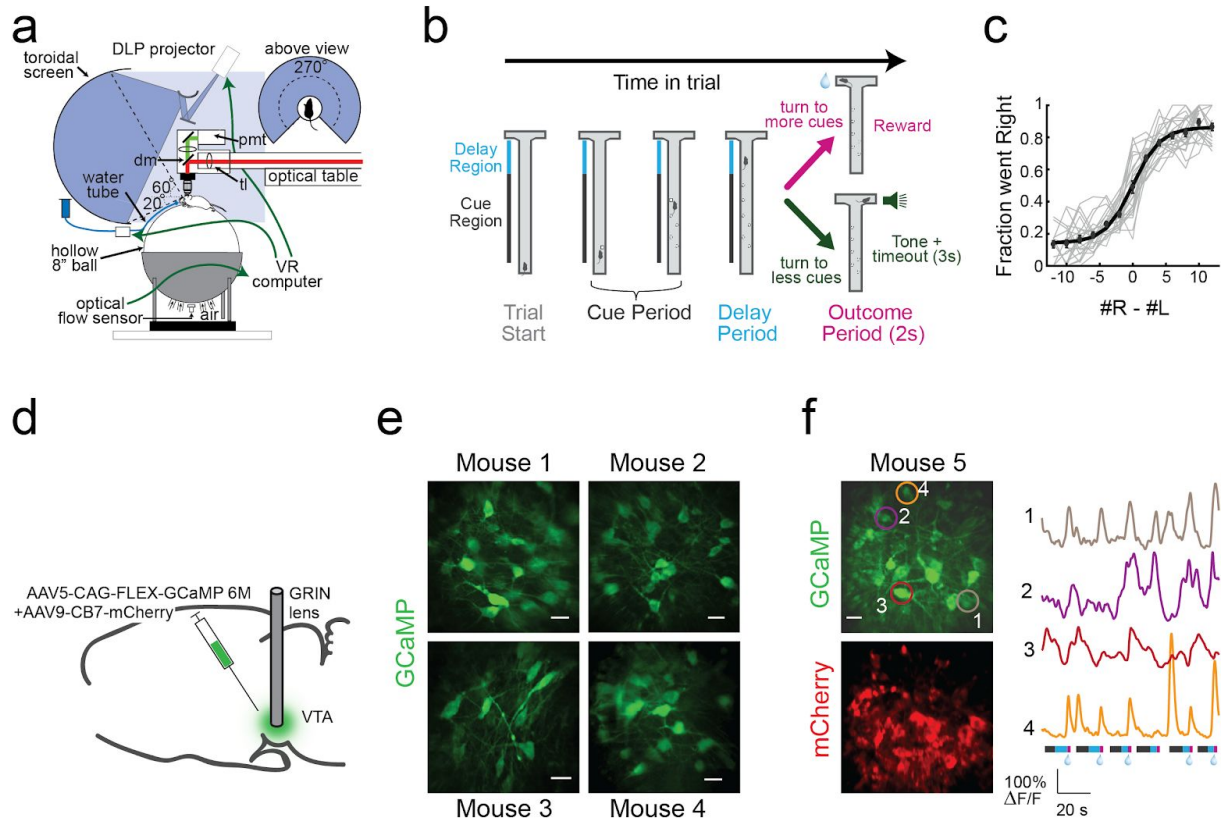 a
toroidal
screen
DLP projector
above view
270°
pmt
dm
tl
optical table
water
tube
60°
20°
hollow
8" ball
VR
computer
optical
flow sensor
air
b
Time in trial
Delay
Region
Cue Region
turn to
more cues
Reward
turn to
less cues
Tone +
timeout (3s)
Trial
Start
Cue Period
Delay
Period
Outcome
Period (2s)
c
Fraction went Right
1
0.8
0.6
0.4
0.2
0
-10
-5
0
5
10
#R - #L
d
AAV5-CAG-FLEX-GCaMP 6M
+AAV9-CB7-mCherry
GRIN
lens
VTA
e
Mouse 1
Mouse 2
GCaMP
Mouse 3
Mouse 4
f
Mouse 5
GCaMP
4
2
3
1
mCherry
1
2
3
4
100%
ΔF/F
20 s